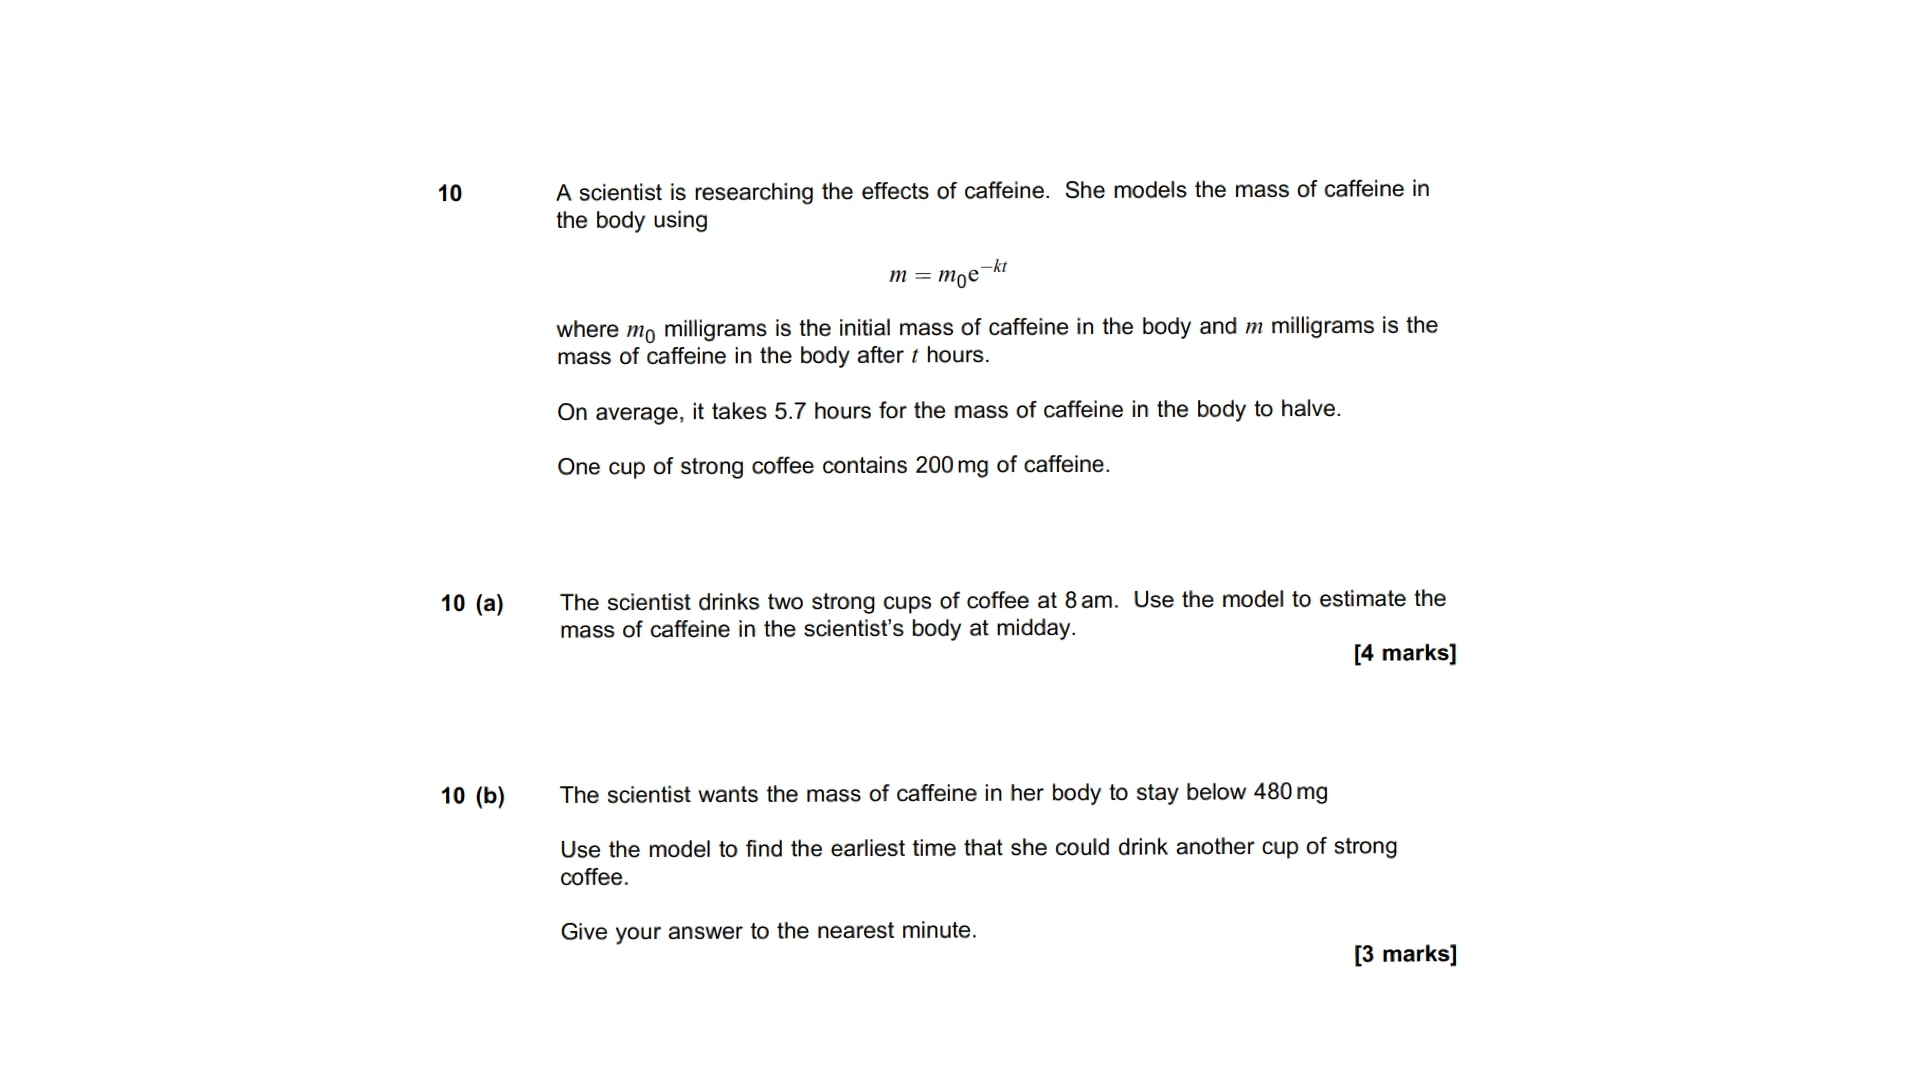 10 A scientist is researching the effects of caffeine. She models the mass of caffeine in
the body using
m = m₀e^{−kt}
where m₀ milligrams is the initial mass of caffeine in the body and m milligrams is the
mass of caffeine in the body after t hours.
On average, it takes 5.7 hours for the mass of caffeine in the body to halve.
One cup of strong coffee contains 200 mg of caffeine.
10 (a) The scientist drinks two strong cups of coffee at 8 am. Use the model to estimate the
mass of caffeine in the scientist's body at midday.
[4 marks]
10 (b) The scientist wants the mass of caffeine in her body to stay below 480 mg
Use the model to find the earliest time that she could drink another cup of strong
coffee.
Give your answer to the nearest minute.
[3 marks]